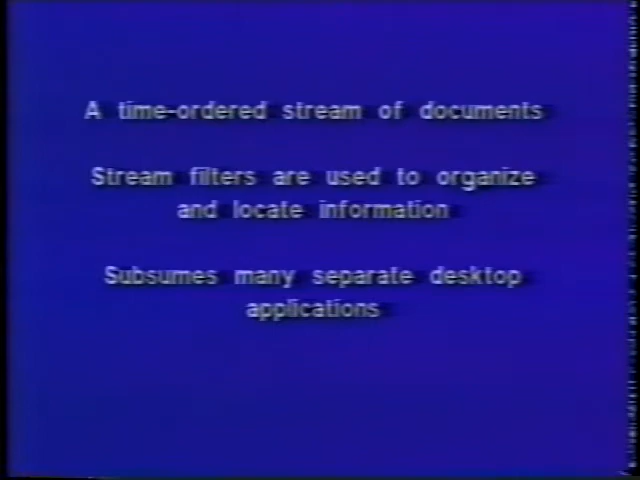 A time-ordered stream of documents
Stream filters are used to organize
and locate information
Subsumes many separate desktop
applications